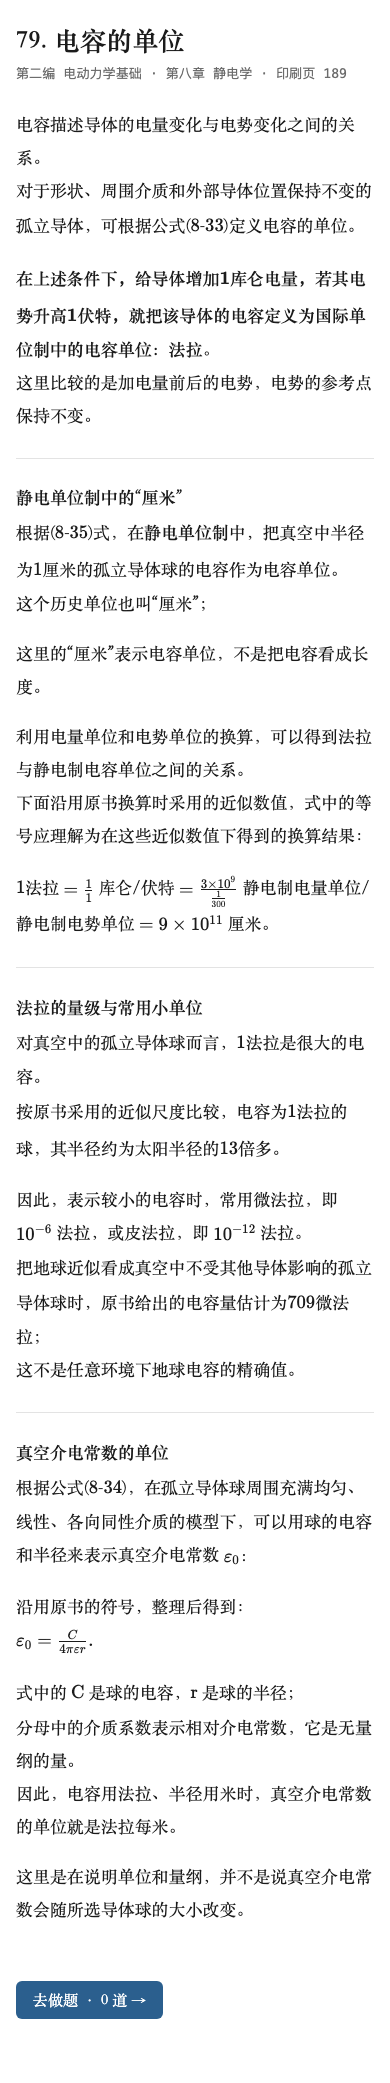 79. 电容的单位
第二编 电动力学基础 · 第八章 静电学 · 印刷页 189
电容描述导体的电量变化与电势变化之间的关
系。
对于形状、周围介质和外部导体位置保持不变的
孤立导体，可根据公式(8-33)定义电容的单位。
在上述条件下，给导体增加1库仑电量，若其电
势升高1伏特，就把该导体的电容定义为国际单
位制中的电容单位：法拉。
这里比较的是加电量前后的电势，电势的参考点
保持不变。
静电单位制中的“厘米”
根据(8-35)式，在静电单位制中，把真空中半径
为1厘米的孤立导体球的电容作为电容单位。
这个历史单位也叫“厘米”；
这里的“厘米”表示电容单位，不是把电容看成长
度。
利用电量单位和电势单位的换算，可以得到法拉
与静电制电容单位之间的关系。
下面沿用原书换算时采用的近似数值，式中的等
号应理解为在这些近似数值下得到的换算结果：
1法拉 = \frac{1}{1} 库仑/伏特 = \frac{3×10^9}{\frac{1}{300}} 静电制电量单位/
静电制电势单位 = 9 × 10^{11} 厘米。
法拉的量级与常用小单位
对真空中的孤立导体球而言，1法拉是很大的电
容。
按原书采用的近似尺度比较，电容为1法拉的
球，其半径约为太阳半径的13倍多。
因此，表示较小的电容时，常用微法拉，即
10^{−6} 法拉，或皮法拉，即 10^{−12} 法拉。
把地球近似看成真空中不受其他导体影响的孤立
导体球时，原书给出的电容量估计为709微法
拉；
这不是任意环境下地球电容的精确值。
真空介电常数的单位
根据公式(8-34)，在孤立导体球周围充满均匀、
线性、各向同性介质的模型下，可以用球的电容
和半径来表示真空介电常数 ε_0：
沿用原书的符号，整理后得到：
ε_0 = \frac{C}{4πεr}.
式中的 C 是球的电容，r 是球的半径；
分母中的介质系数表示相对介电常数，它是无量
纲的量。
因此，电容用法拉、半径用米时，真空介电常数
的单位就是法拉每米。
这里是在说明单位和量纲，并不是说真空介电常
数会随所选导体球的大小改变。
去做题 · 0 道 →